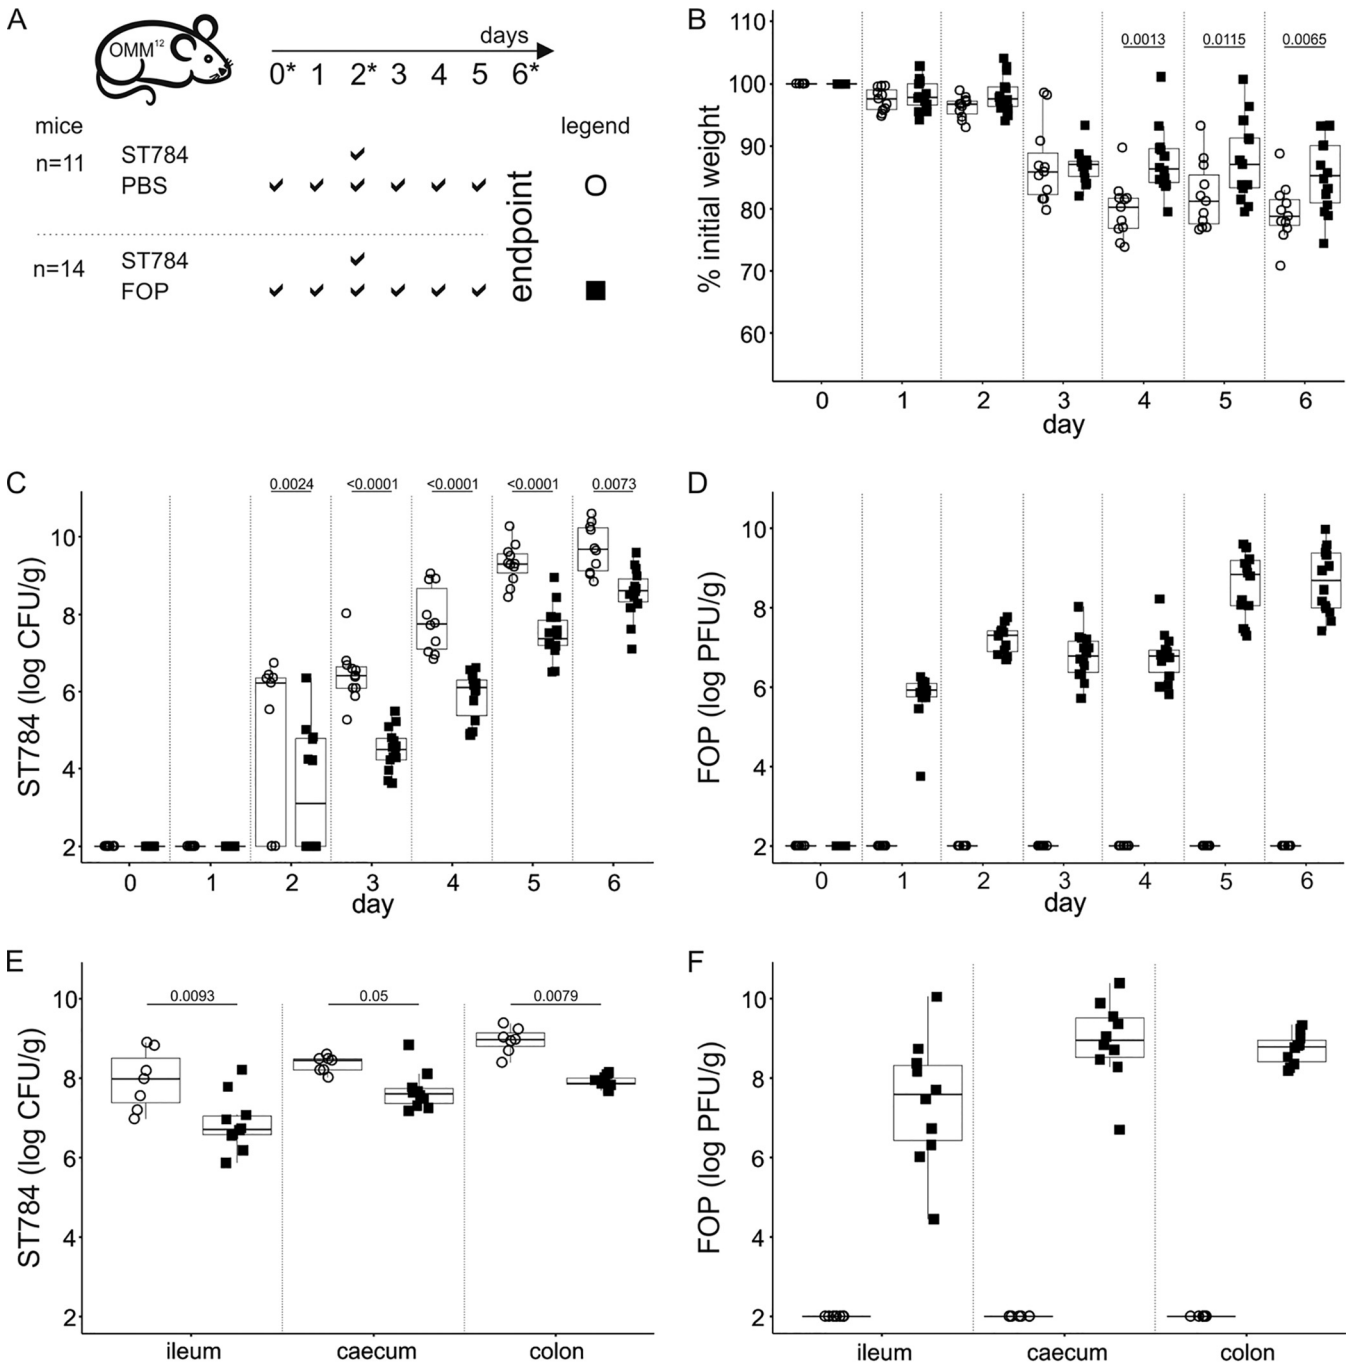 A
OMM¹²
days
0* 1 2* 3 4 5 6*
mice
legend
n=11
ST784
PBS
n=14
ST784
FOP
endpoint
B
% initial weight
110
100
90
80
70
60
0.0013 0.0115 0.0065
0 1 2 3 4 5 6
day
C
ST784 (log CFU/g)
10
8
6
4
2
0.0024 <0.0001 <0.0001 <0.0001 0.0073
0 1 2 3 4 5 6
day
D
FOP (log PFU/g)
10
8
6
4
2
0 1 2 3 4 5 6
day
E
ST784 (log CFU/g)
10
8
6
4
2
0.0093 0.05 0.0079
ileum caecum colon
F
FOP (log PFU/g)
10
8
6
4
2
ileum caecum colon